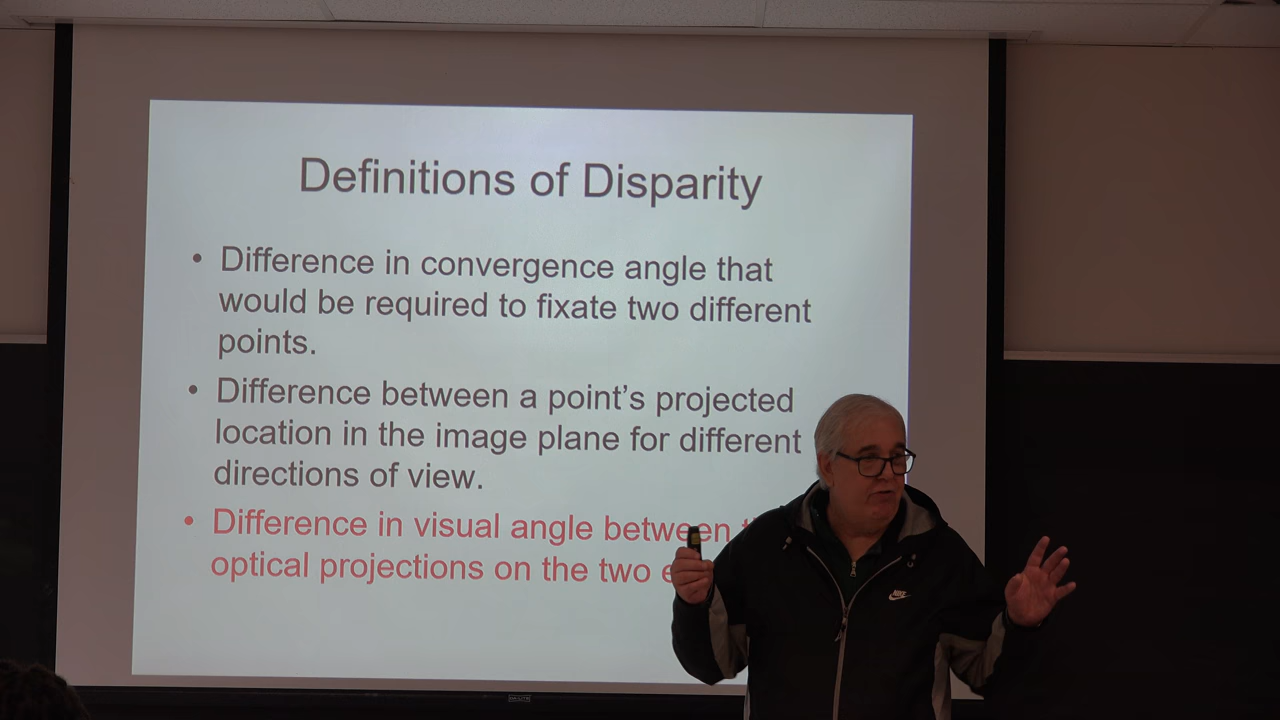 Definitions of Disparity
• Difference in convergence angle that
would be required to fixate two different
points.
• Difference between a point's projected
location in the image plane for different
directions of view.
• Difference in visual angle between
optical projections on the two
NIKE